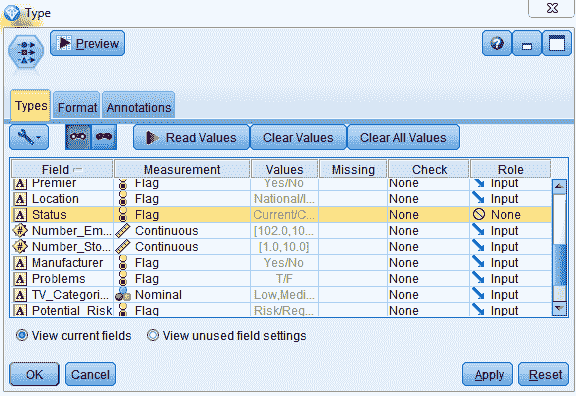 Type
Preview
Types Format Annotations
Read Values Clear Values Clear All Values
Field Measurement Values Missing Check Role
Premier Flag Yes/No None Input
Location Flag National/I... None Input
Status Flag Current/C... None None
Number_Em... Continuous [102.0,10... None Input
Number_Sto... Continuous [1.0,10.0] None Input
Manufacturer Flag Yes/No None Input
Problems Flag T/F None Input
TV_Categori... Nominal Low,Medi... None Input
Potential_Risk Flag Risk/Reg... None Input
View current fields View unused field settings
OK Cancel Apply Reset